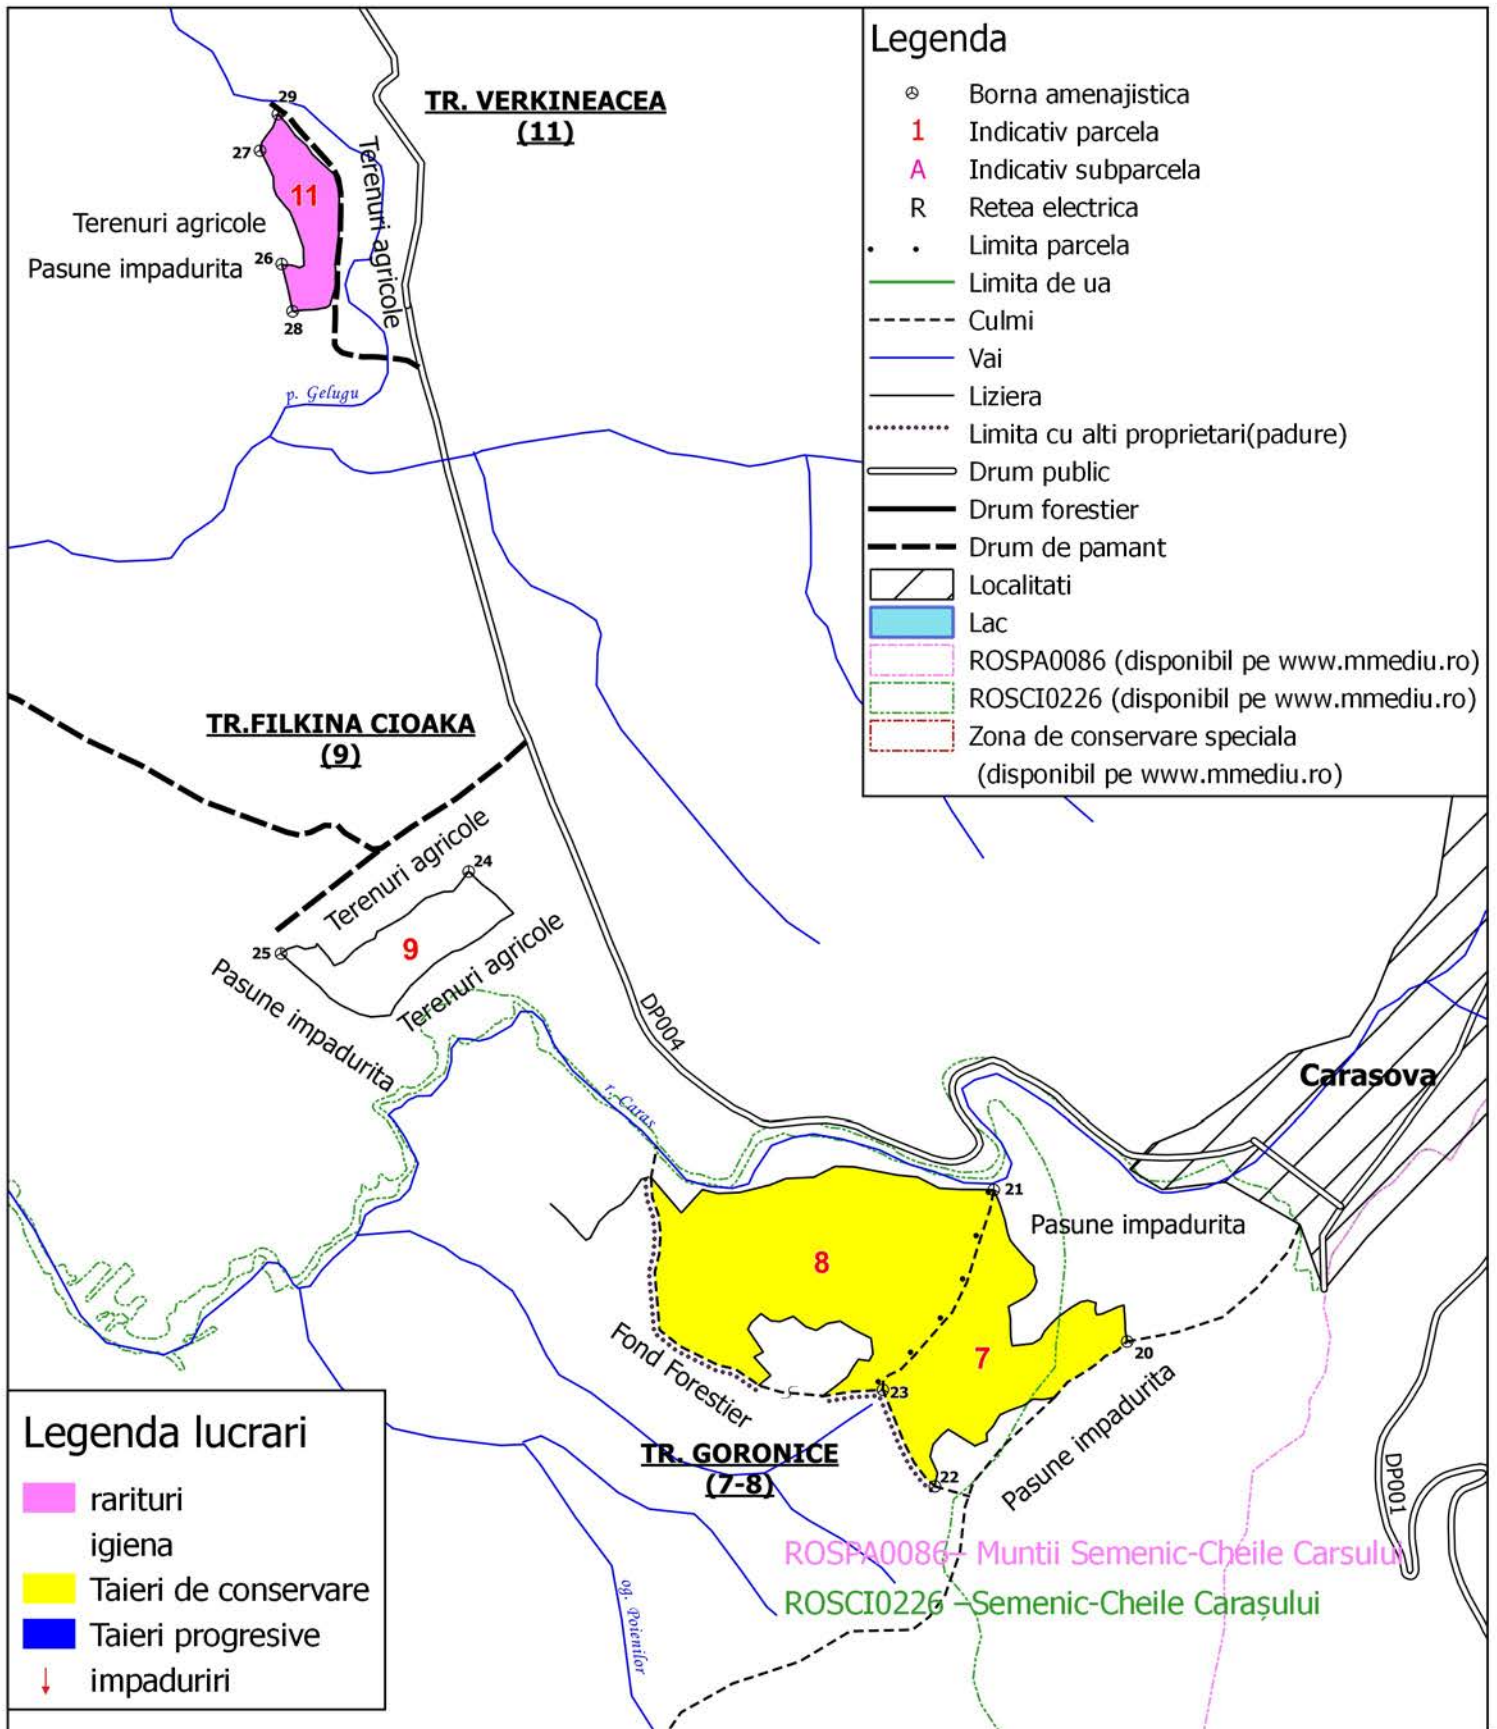 Legenda
Borna amenajistica
1 Indicativ parcela
A Indicativ subparcela
R Retea electrica
Limita parcela
Limita de ua
Culmi
Vai
Liziera
Limita cu alti proprietari(padure)
Drum public
Drum forestier
Drum de pamant
Localitati
Lac
ROSPA0086 (disponibil pe www.mmediu.ro)
ROSCI0226 (disponibil pe www.mmediu.ro)
Zona de conservare speciala
(disponibil pe www.mmediu.ro)
TR. VERKINEACEA
(11)
29
27
11
Terenuri agricole
Terenuri agricole
26
Pasune impadurita
28
p. Gelugu
TR.FILKINA CIOAKA
(9)
Terenuri agricole
24
9
25
Terenuri agricole
Pasune impadurita
DP004
r. Caras
Carasova
21
Pasune impadurita
8
7
20
23
Fond Forestier
Pasune impadurita
TR. GORONICE
(7-8)
22
DP001
ROSPA0086– Muntii Semenic-Cheile Carsului
ROSCI0226 –Semenic-Cheile Carașului
og. Poienilor
Legenda lucrari
rarituri
igiena
Taieri de conservare
Taieri progresive
impaduriri